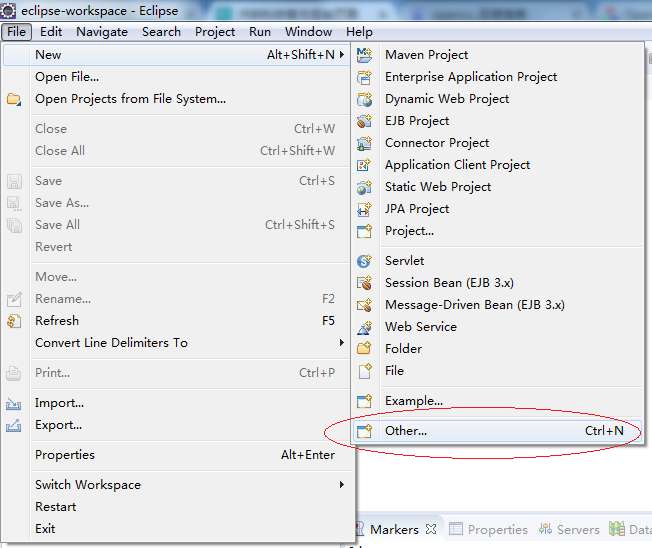 eclipse-workspace - Eclipse
File Edit Navigate Search Project Run Window Help
New Alt+Shift+N
Open File...
Open Projects from File System...
Close Ctrl+W
Close All Ctrl+Shift+W
Save Ctrl+S
Save As...
Save All Ctrl+Shift+S
Revert
Move...
Rename... F2
Refresh F5
Convert Line Delimiters To
Print... Ctrl+P
Import...
Export...
Properties Alt+Enter
Switch Workspace
Restart
Exit
Maven Project
Enterprise Application Project
Dynamic Web Project
EJB Project
Connector Project
Application Client Project
Static Web Project
JPA Project
Project...
Servlet
Session Bean (EJB 3.x)
Message-Driven Bean (EJB 3.x)
Web Service
Folder
File
Example...
Other... Ctrl+N
Markers Properties Servers Data